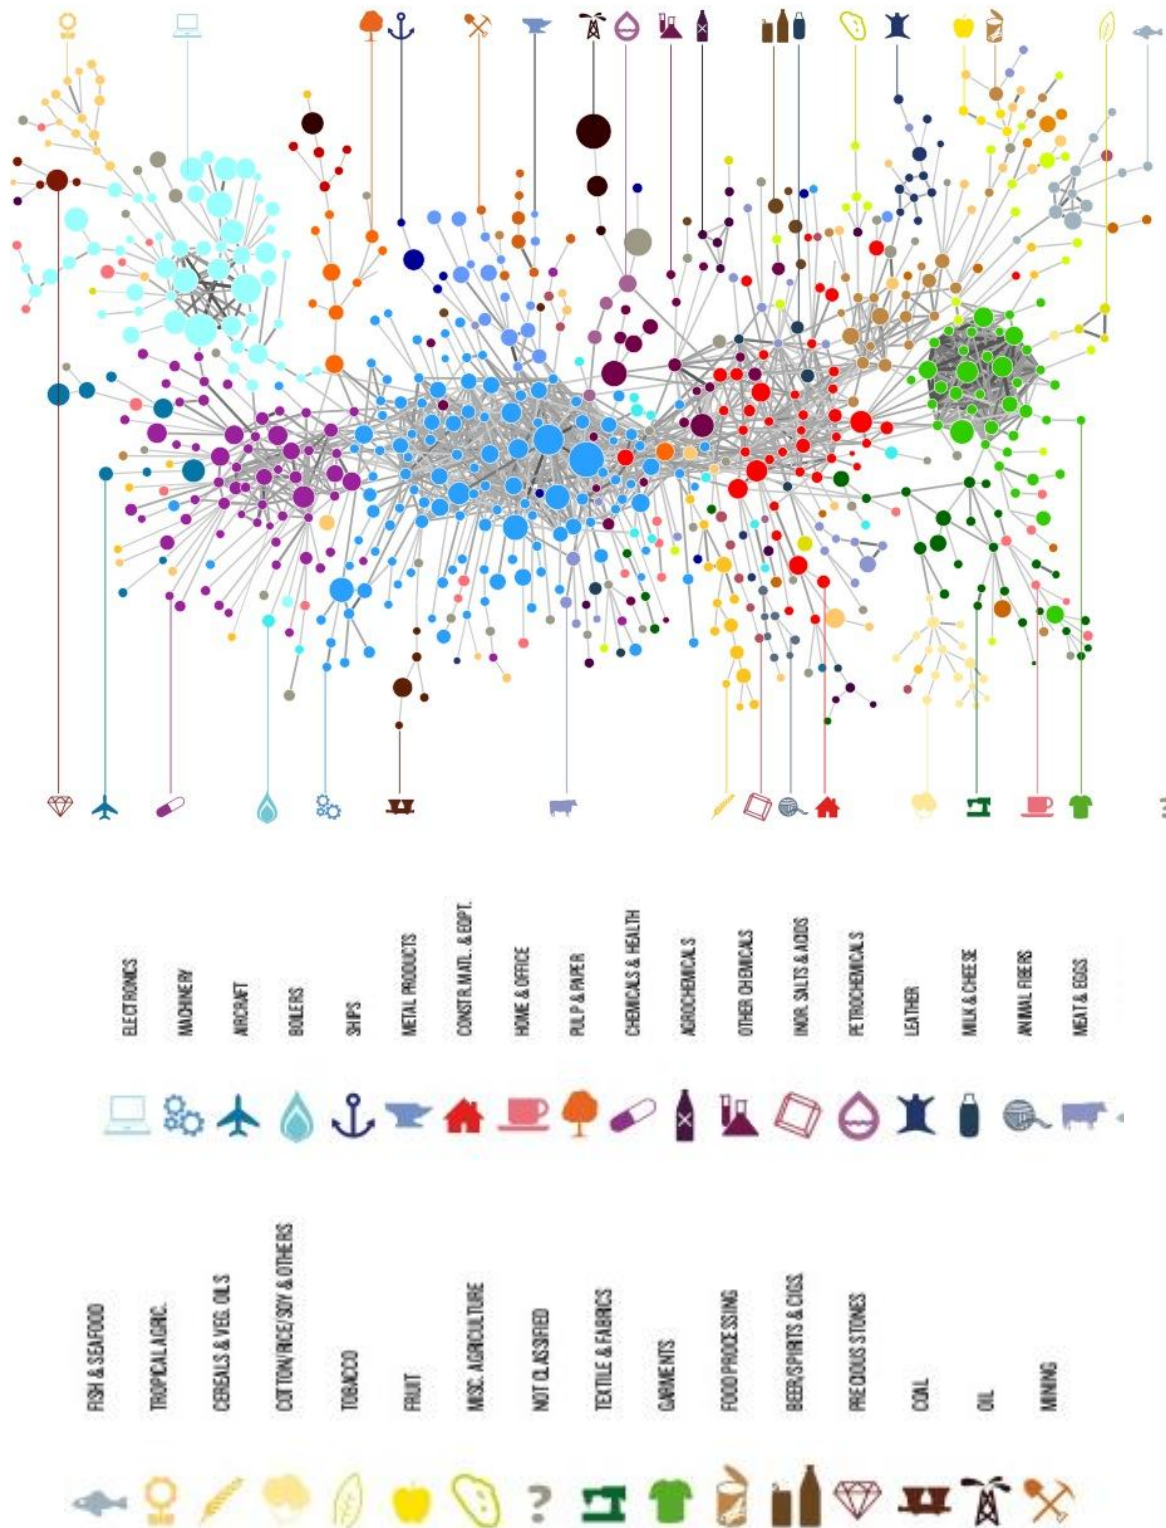 ELECTRONICS
MACHINERY
AIRCRAFT
BOILERS
SHIPS
METAL PRODUCTS
CONSTR. MATL. & EQPT.
HOME & OFFICE
PULP & PAPER
CHEMICALS & HEALTH
AGROCHEMICALS
OTHER CHEMICALS
INOR. SALTS & ACIDS
PETROCHEMICALS
LEATHER
MILK & CHEESE
ANIMAL FIBERS
MEAT & EGGS
FISH & SEAFOOD
TROPICAL AGRIC.
CEREALS & VEG. OILS
COTTON/RICE/SOY & OTHERS
TOBACCO
FRUIT
MISC. AGRICULTURE
NOT CLASSIFIED
TEXTILE & FABRICS
GARMENTS
FOOD PROCESSING
BEER/SPIRITS & CIGS.
PRECIOUS STONES
COAL
OIL
MINING
?